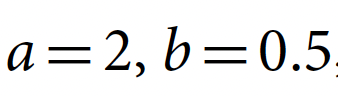 a = 2, b = 0.5,